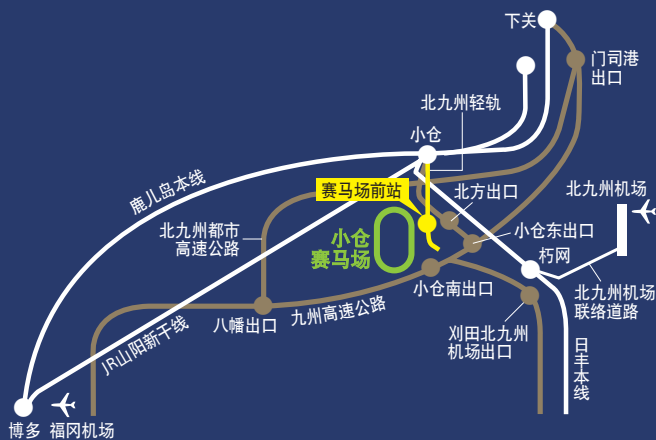 下关
门司港
出口
北九州轻轨
小仓
鹿儿岛本线
赛马场前站
北方出口
北九州机场
北九州都市
高速公路
小仓
赛马场
小仓东出口
朽网
小仓南出口
北九州机场
联络道路
九州高速公路
八幡出口
JR山阳新干线
刈田北九州
机场出口
日丰本线
博多
福冈机场